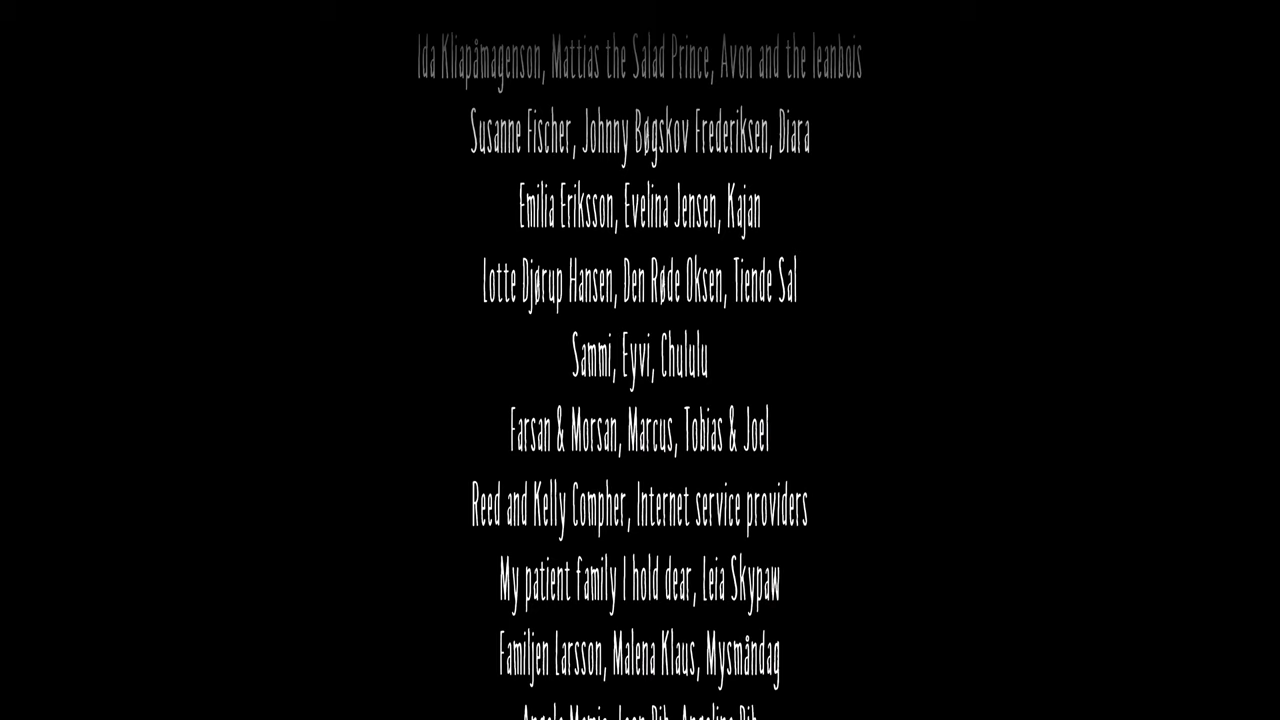 Ida Kliapåmagenson, Mattias the Salad Prince, Avon and the leanbois
Susanne Fischer, Johnny Bøgskov Frederiksen, Diara
Emilia Eriksson, Evelina Jensen, Kajan
Lotte Djørup Hansen, Den Røde Oksen, Tiende Sal
Sammi, Eyvi, Chululu
Farsan & Morsan, Marcus, Tobias & Joel
Reed and Kelly Compher, Internet service providers
My patient family I hold dear, Leia Skypaw
Familjen Larsson, Malena Klaus, Mysmåndag